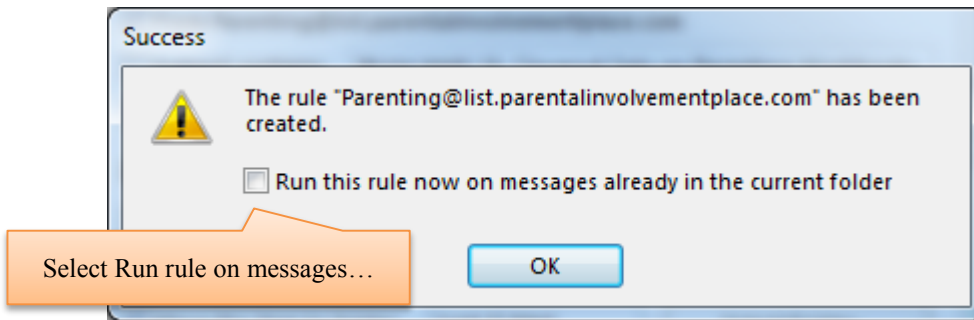 Success
The rule "Parenting@list.parentalinvolvementplace.com" has been
created.
Run this rule now on messages already in the current folder
Select Run rule on messages…
OK